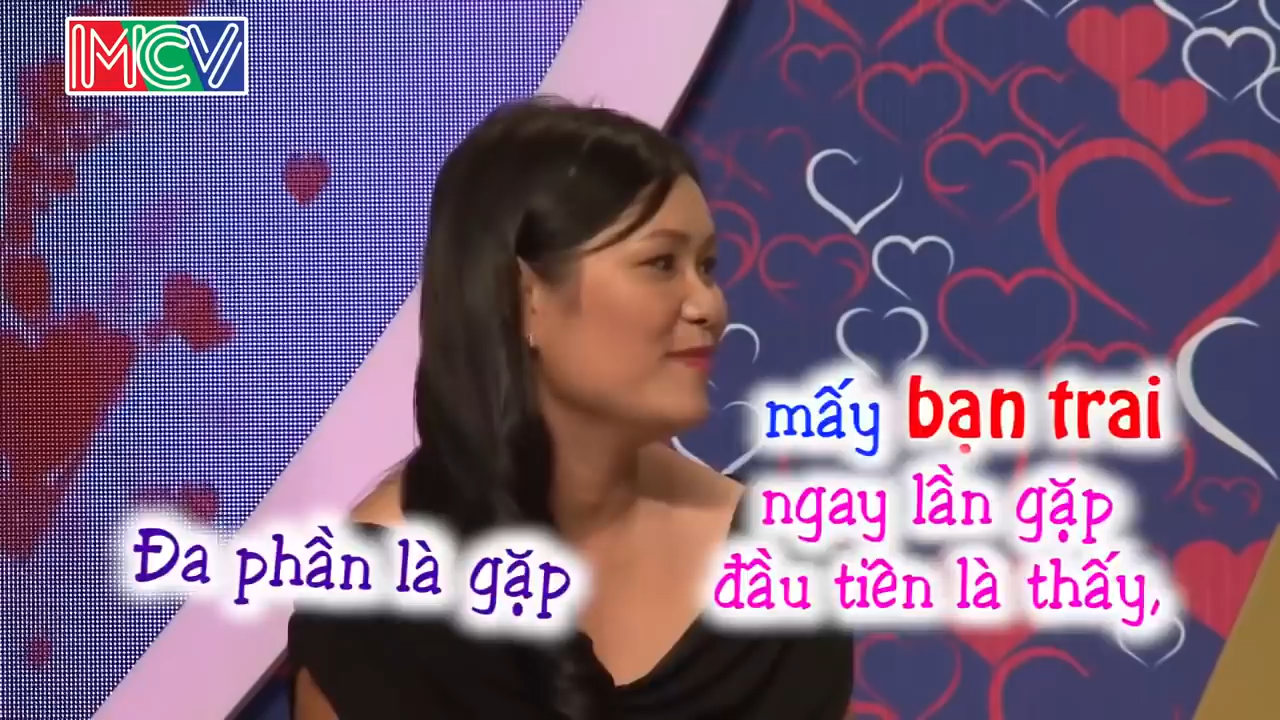 MCV
Đa phần là gặp
mấy bạn trai
ngay lần gặp
đầu tiên là thấy,